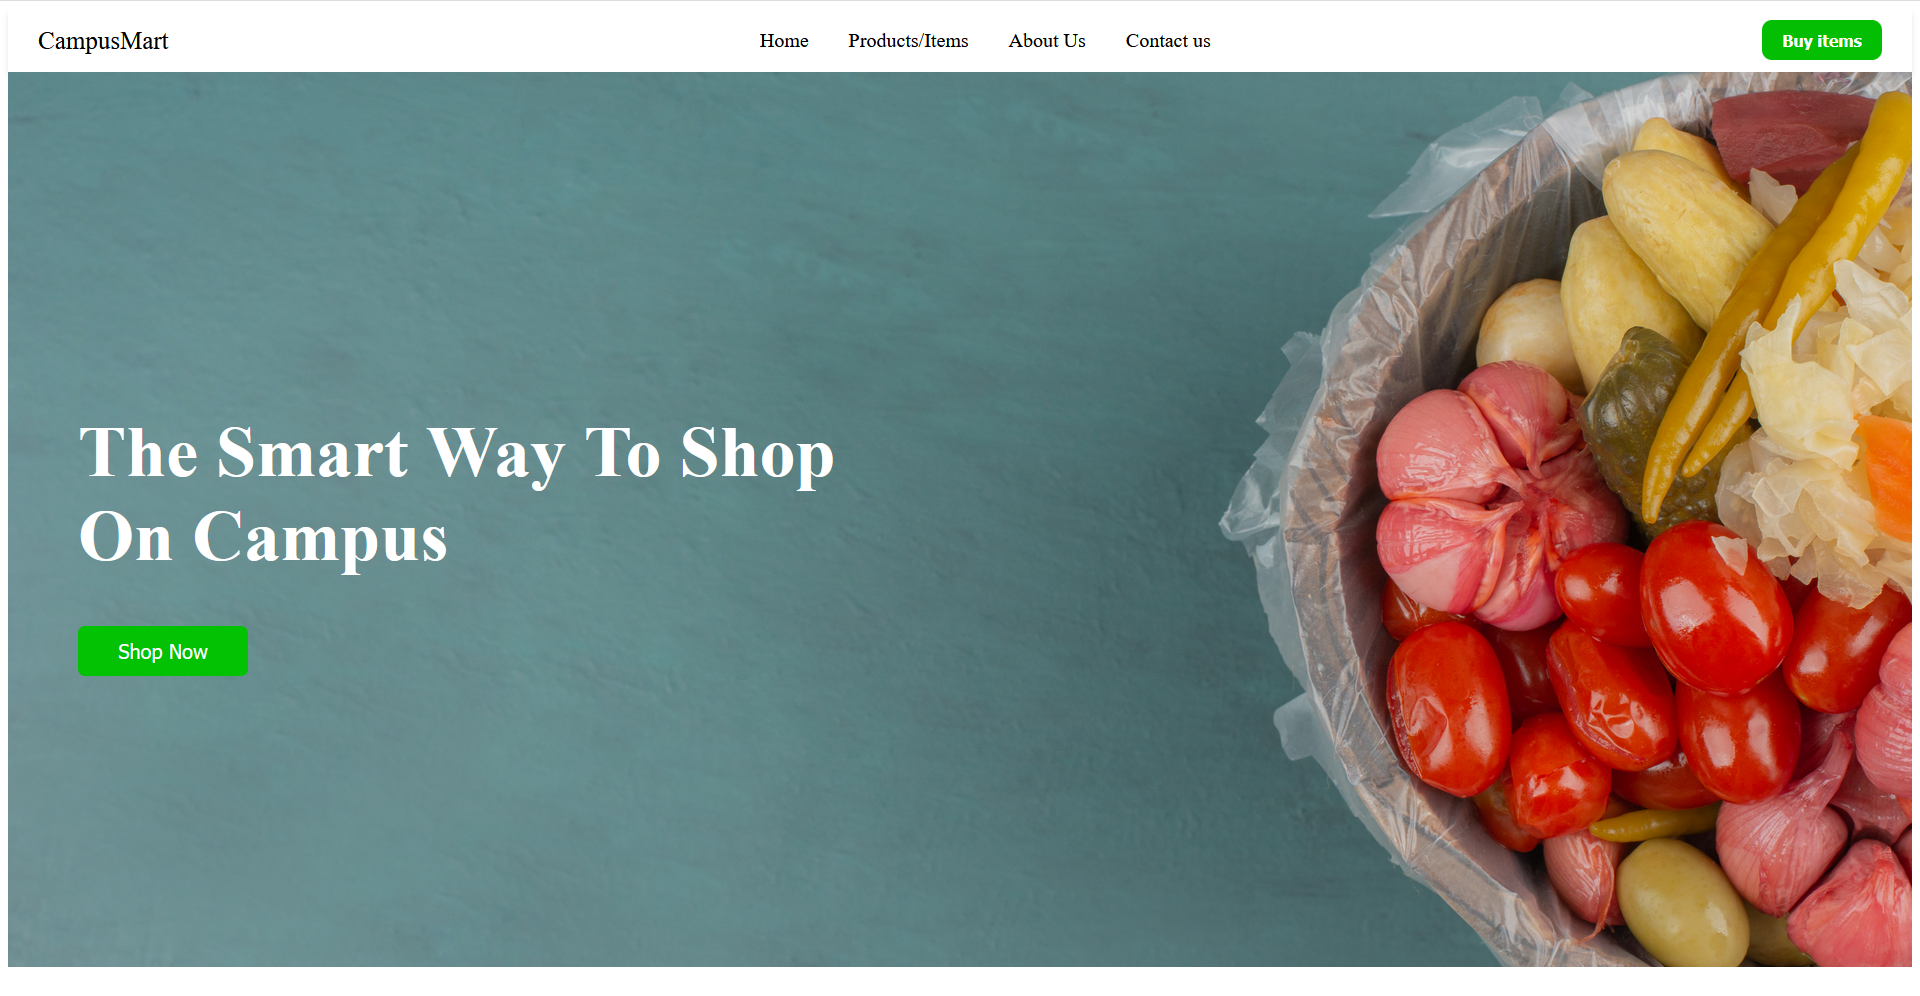 CampusMart
Home
Products/Items
About Us
Contact us
Buy items
The Smart Way To Shop
On Campus
Shop Now